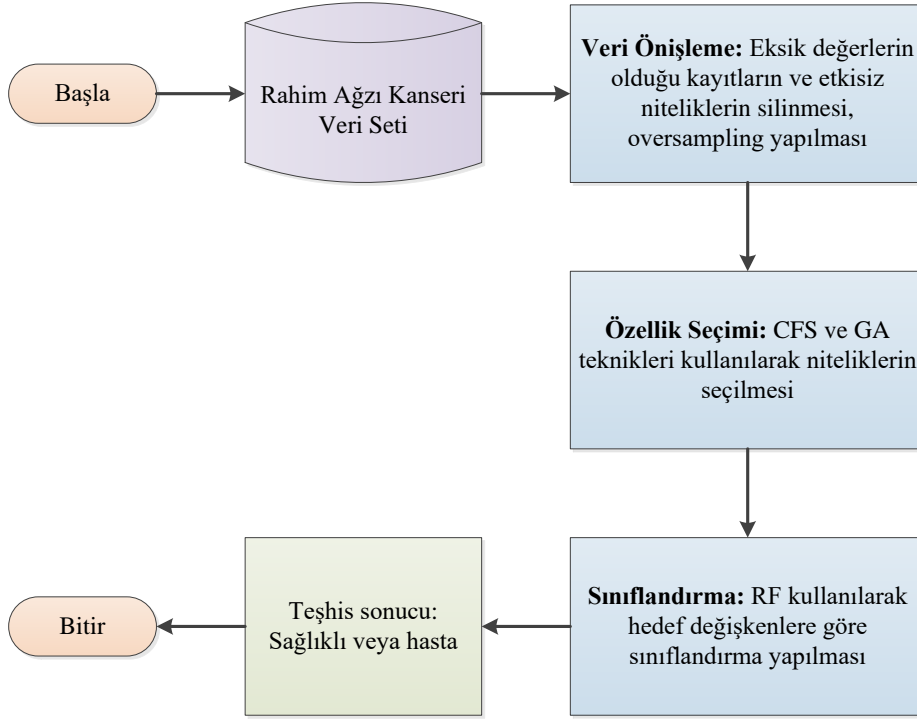 Başla
Rahim Ağzı Kanseri
Veri Seti
Veri Önişleme: Eksik değerlerin
olduğu kayıtların ve etkisiz
niteliklerin silinmesi,
oversampling yapılması
Özellik Seçimi: CFS ve GA
teknikleri kullanılarak niteliklerin
seçilmesi
Sınıflandırma: RF kullanılarak
hedef değişkenlere göre
sınıflandırma yapılması
Teşhis sonucu:
Sağlıklı veya hasta
Bitir